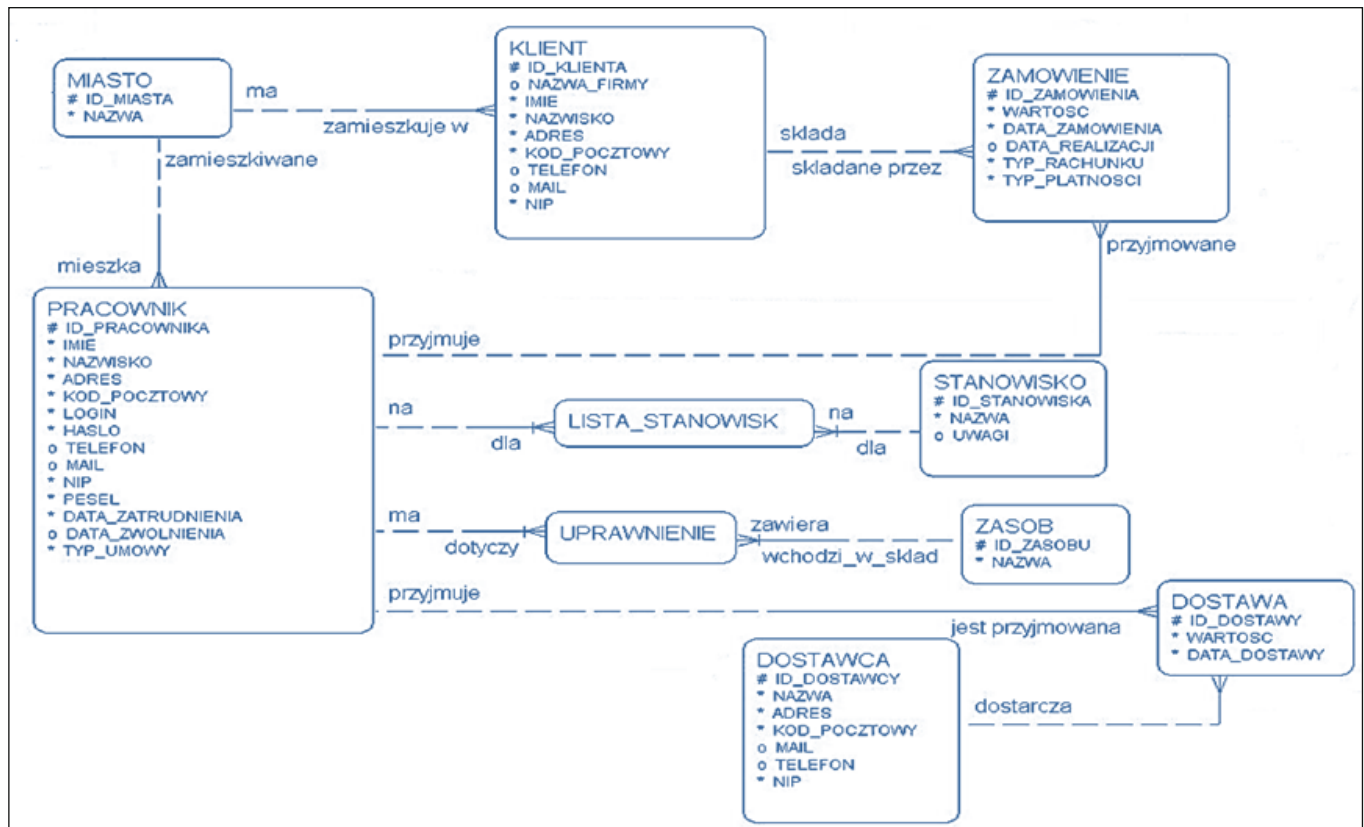 MIASTO
# ID_MIASTA
* NAZWA
ma
zamieszkuje w
zamieszkiwane
mieszka
KLIENT
# ID_KLIENTA
o NAZWA_FIRMY
* IMIE
* NAZWISKO
* ADRES
* KOD_POCZTOWY
o TELEFON
o MAIL
* NIP
sklada
skladane przez
ZAMOWIENIE
# ID_ZAMOWIENIA
* WARTOSC
* DATA_ZAMOWIENIA
o DATA_REALIZACJI
* TYP_RACHUNKU
* TYP_PLATNOSCI
przyjmowane
PRACOWNIK
# ID_PRACOWNIKA
* IMIE
* NAZWISKO
* ADRES
* KOD_POCZTOWY
* LOGIN
* HASLO
o TELEFON
o MAIL
* NIP
* PESEL
* DATA_ZATRUDNIENIA
o DATA_ZWOLNIENIA
* TYP_UMOWY
przyjmuje
na
dla
LISTA_STANOWISK
na
dla
STANOWISKO
# ID_STANOWISKA
* NAZWA
o UWAGI
ma
dotyczy
UPRAWNIENIE
zawiera
wchodzi_w_sklad
ZASOB
# ID_ZASOBU
* NAZWA
przyjmuje
jest przyjmowana
DOSTAWA
# ID_DOSTAWY
* WARTOSC
* DATA_DOSTAWY
DOSTAWCA
# ID_DOSTAWCY
* NAZWA
* ADRES
* KOD_POCZTOWY
o MAIL
o TELEFON
* NIP
dostarcza